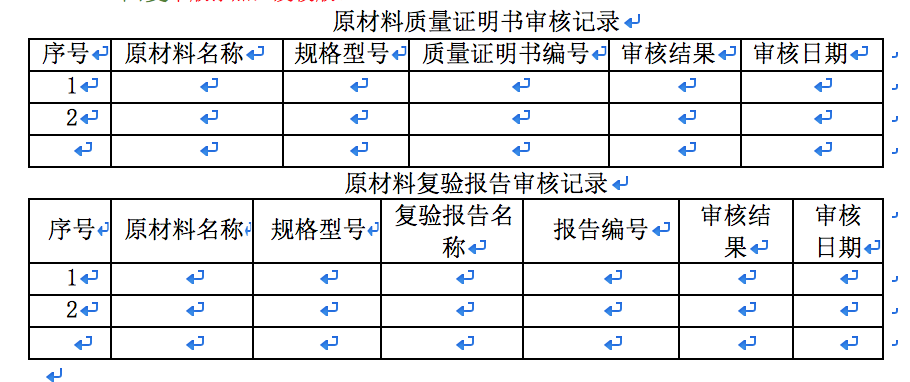 原材料质量证明书审核记录
序号 原材料名称 规格型号 质量证明书编号 审核结果 审核日期
1
2
原材料复验报告审核记录
序号 原材料名称 规格型号 复验报告名称 报告编号 审核结果 审核日期
1
2